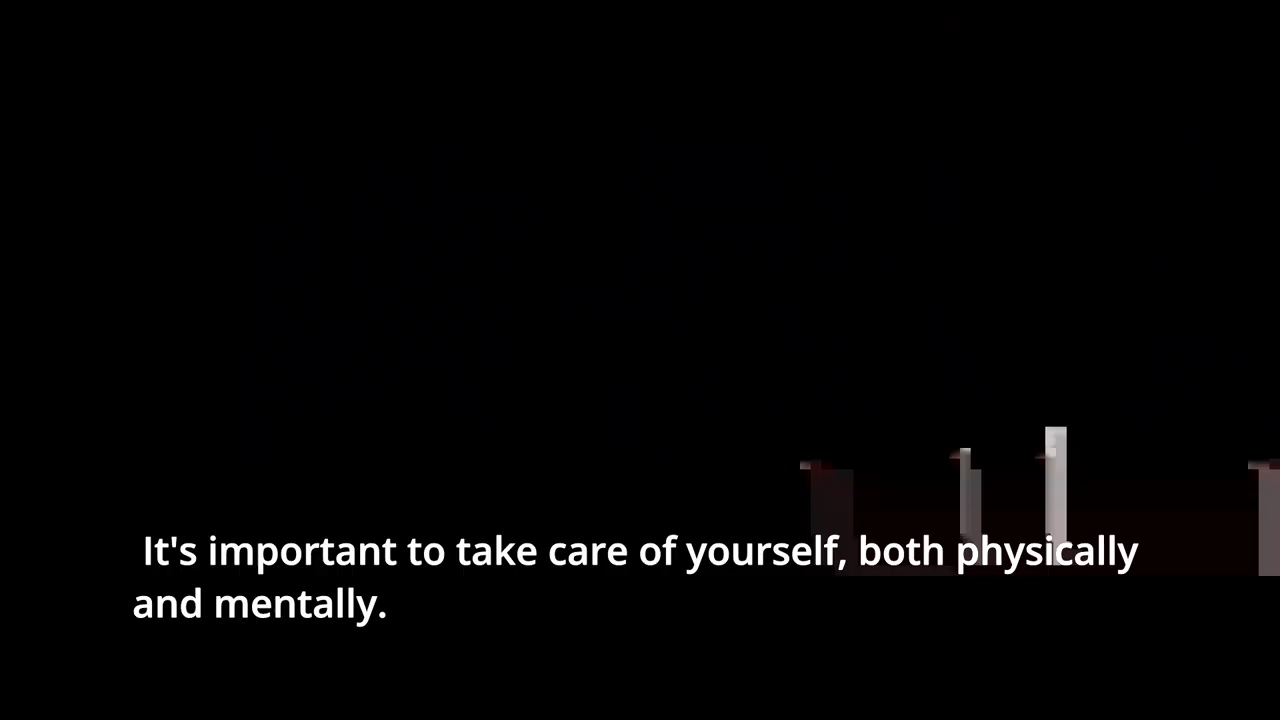 It's important to take care of yourself, both physically
and mentally.